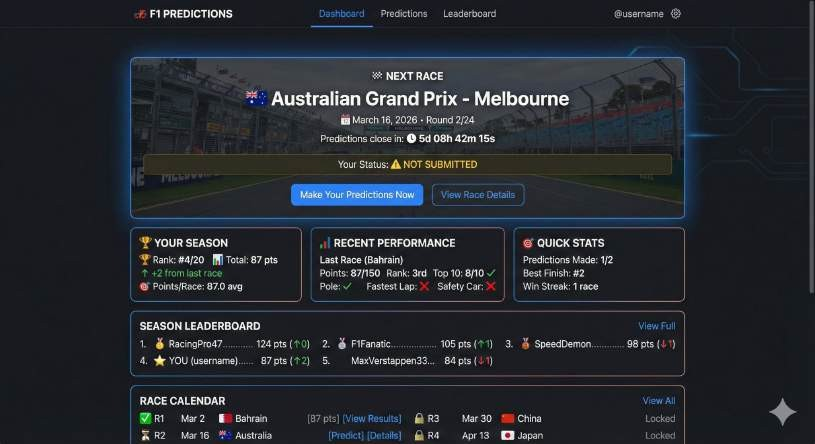 F1 PREDICTIONS
Dashboard Predictions Leaderboard
@username
NEXT RACE
Australian Grand Prix - Melbourne
March 16, 2026 • Round 2/24
Predictions close in: 5d 08h 42m 15s
Your Status: NOT SUBMITTED
Make Your Predictions Now
View Race Details
YOUR SEASON
Rank: #4/20 Total: 87 pts
↑ +2 from last race
Points/Race: 87.0 avg
RECENT PERFORMANCE
Last Race (Bahrain)
Points: 87/150 Rank: 3rd Top 10: 8/10 ✓
Pole: ✓ Fastest Lap: ❌ Safety Car: ❌
QUICK STATS
Predictions Made: 1/2
Best Finish: #2
Win Streak: 1 race
SEASON LEADERBOARD
View Full
1. RacingPro47............ 124 pts (↑0) 2. F1Fanatic................. 105 pts (↑1) 3. SpeedDemon............. 98 pts (↓1)
4. YOU (username)..... 87 pts (↑2) 5. MaxVerstappen33... 84 pts (↓1)
RACE CALENDAR
View All
R1 Mar 2 Bahrain [87 pts] [View Results] R3 Mar 30 China Locked
R2 Mar 16 Australia [Predict] [Details] R4 Apr 13 Japan Locked